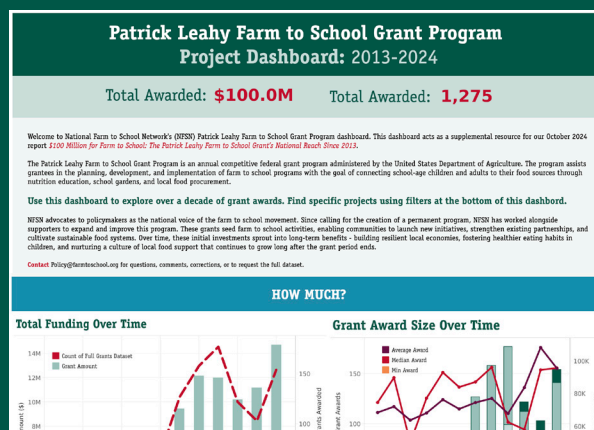 Patrick Leahy Farm to School Grant Program
Project Dashboard: 2013-2024
Total Awarded: $100.0M Total Awarded: 1,275
Welcome to National Farm to School Network's (NFSN) Patrick Leahy Farm to School Grant Program dashboard. This dashboard acts as a supplemental resource for our October 2024
report $100 Million for Farm to School: The Patrick Leahy Farm to School Grant's National Reach Since 2013.
The Patrick Leahy Farm to School Grant Program is an annual competitive federal grant program administered by the United States Department of Agriculture. The program assists
grantees in the planning, development, and implementation of farm to school programs with the goal of connecting school-age children and adults to their food sources through
nutrition education, school gardens, and local food procurement.
Use this dashboard to explore over a decade of grant awards. Find specific projects using filters at the bottom of this dashbord.
NFSN advocates to policymakers as the national voice of the farm to school movement. Since calling for the creation of a permanent program, NFSN has worked alongside
supporters to expand and improve this program. These grants seed farm to school activities, enabling communities to launch new initiatives, strengthen existing partnerships, and
cultivate sustainable food systems. Over time, these initial investments sprout into long-term benefits - building resilient local economies, fostering healthier eating habits in
children, and nurturing a culture of local food support that continues to grow long after the grant period ends.
Contact Policy@farmtoschool.org for questions, comments, corrections, or to request the full dataset.
HOW MUCH?
Total Funding Over Time
14M
12M
10M
8M
Count of Full Grants Dataset
Grant Amount
150
100
ount ($)
ants Awarded
Grant Award Size Over Time
150
100
Average Award
Median Award
Min Award
100K
80K
60K
rant Awards